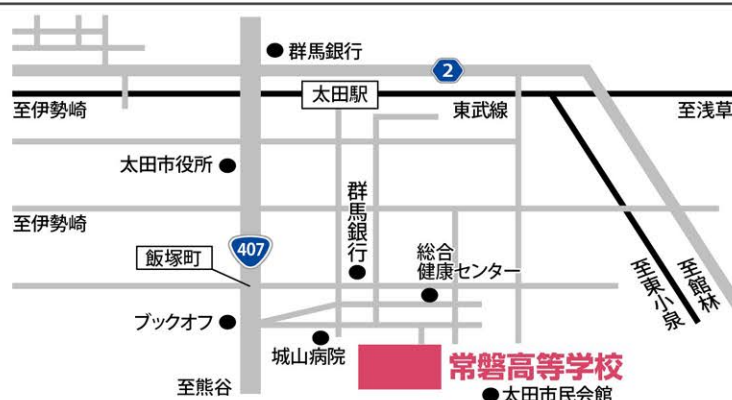 群馬銀行
2
太田駅
至伊勢崎
東武線
至浅草
太田市役所
群馬銀行
至伊勢崎
407
飯塚町
総合
健康センター
至東小泉
至館林
ブックオフ
城山病院
常磐高等学校
至熊谷
太田市民会館